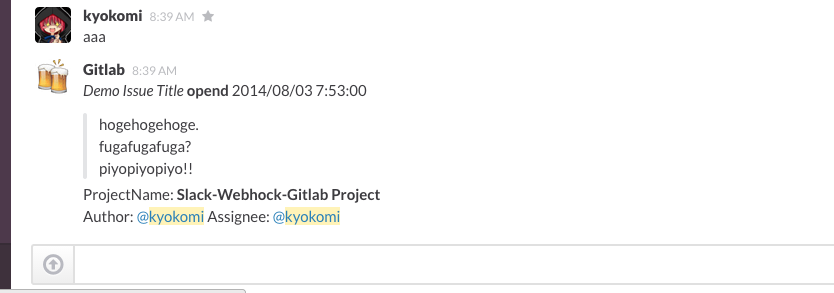 kyokomi 8:39 AM
aaa
Gitlab 8:39 AM
Demo Issue Title opend 2014/08/03 7:53:00
hogehogehoge.
fugafugafuga?
piyopiyopiyo!!
ProjectName: Slack-Webhock-Gitlab Project
Author: @kyokomi Assignee: @kyokomi